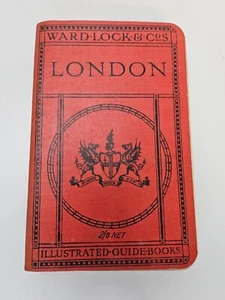 WARD·LOCK & Co's
LONDON
2/6 NET
ILLUSTRATED·GUIDE·BOOKS